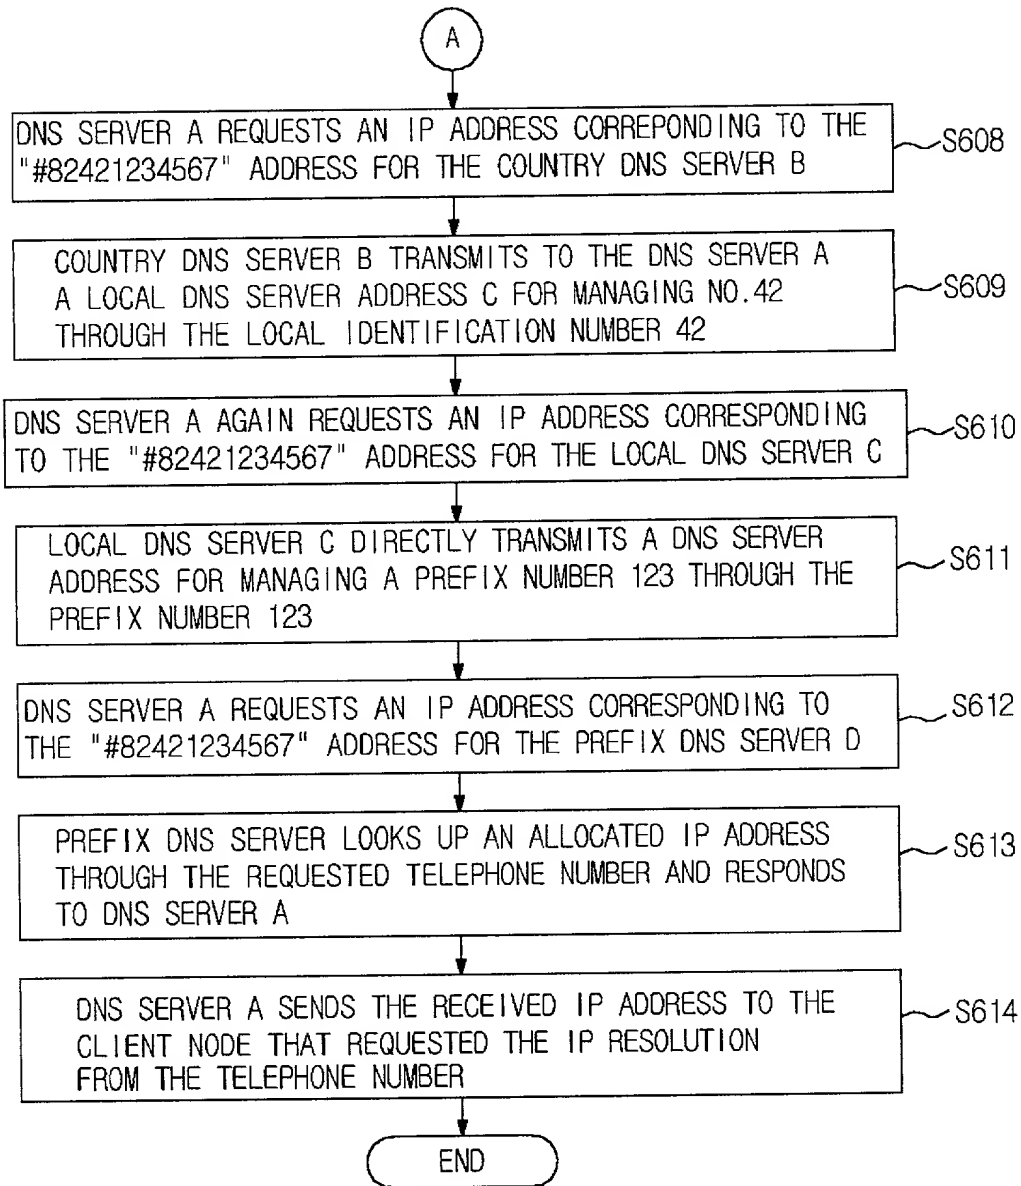 A
DNS SERVER A REQUESTS AN IP ADDRESS CORREPONDING TO THE
"#82421234567" ADDRESS FOR THE COUNTRY DNS SERVER B
S608
COUNTRY DNS SERVER B TRANSMITS TO THE DNS SERVER A
A LOCAL DNS SERVER ADDRESS C FOR MANAGING NO.42
THROUGH THE LOCAL IDENTIFICATION NUMBER 42
S609
DNS SERVER A AGAIN REQUESTS AN IP ADDRESS CORRESPONDING
TO THE "#82421234567" ADDRESS FOR THE LOCAL DNS SERVER C
S610
LOCAL DNS SERVER C DIRECTLY TRANSMITS A DNS SERVER
ADDRESS FOR MANAGING A PREFIX NUMBER 123 THROUGH THE
PREFIX NUMBER 123
S611
DNS SERVER A REQUESTS AN IP ADDRESS CORRESPONDING TO
THE "#82421234567" ADDRESS FOR THE PREFIX DNS SERVER D
S612
PREFIX DNS SERVER LOOKS UP AN ALLOCATED IP ADDRESS
THROUGH THE REQUESTED TELEPHONE NUMBER AND RESPONDS
TO DNS SERVER A
S613
DNS SERVER A SENDS THE RECEIVED IP ADDRESS TO THE
CLIENT NODE THAT REQUESTED THE IP RESOLUTION
FROM THE TELEPHONE NUMBER
S614
END